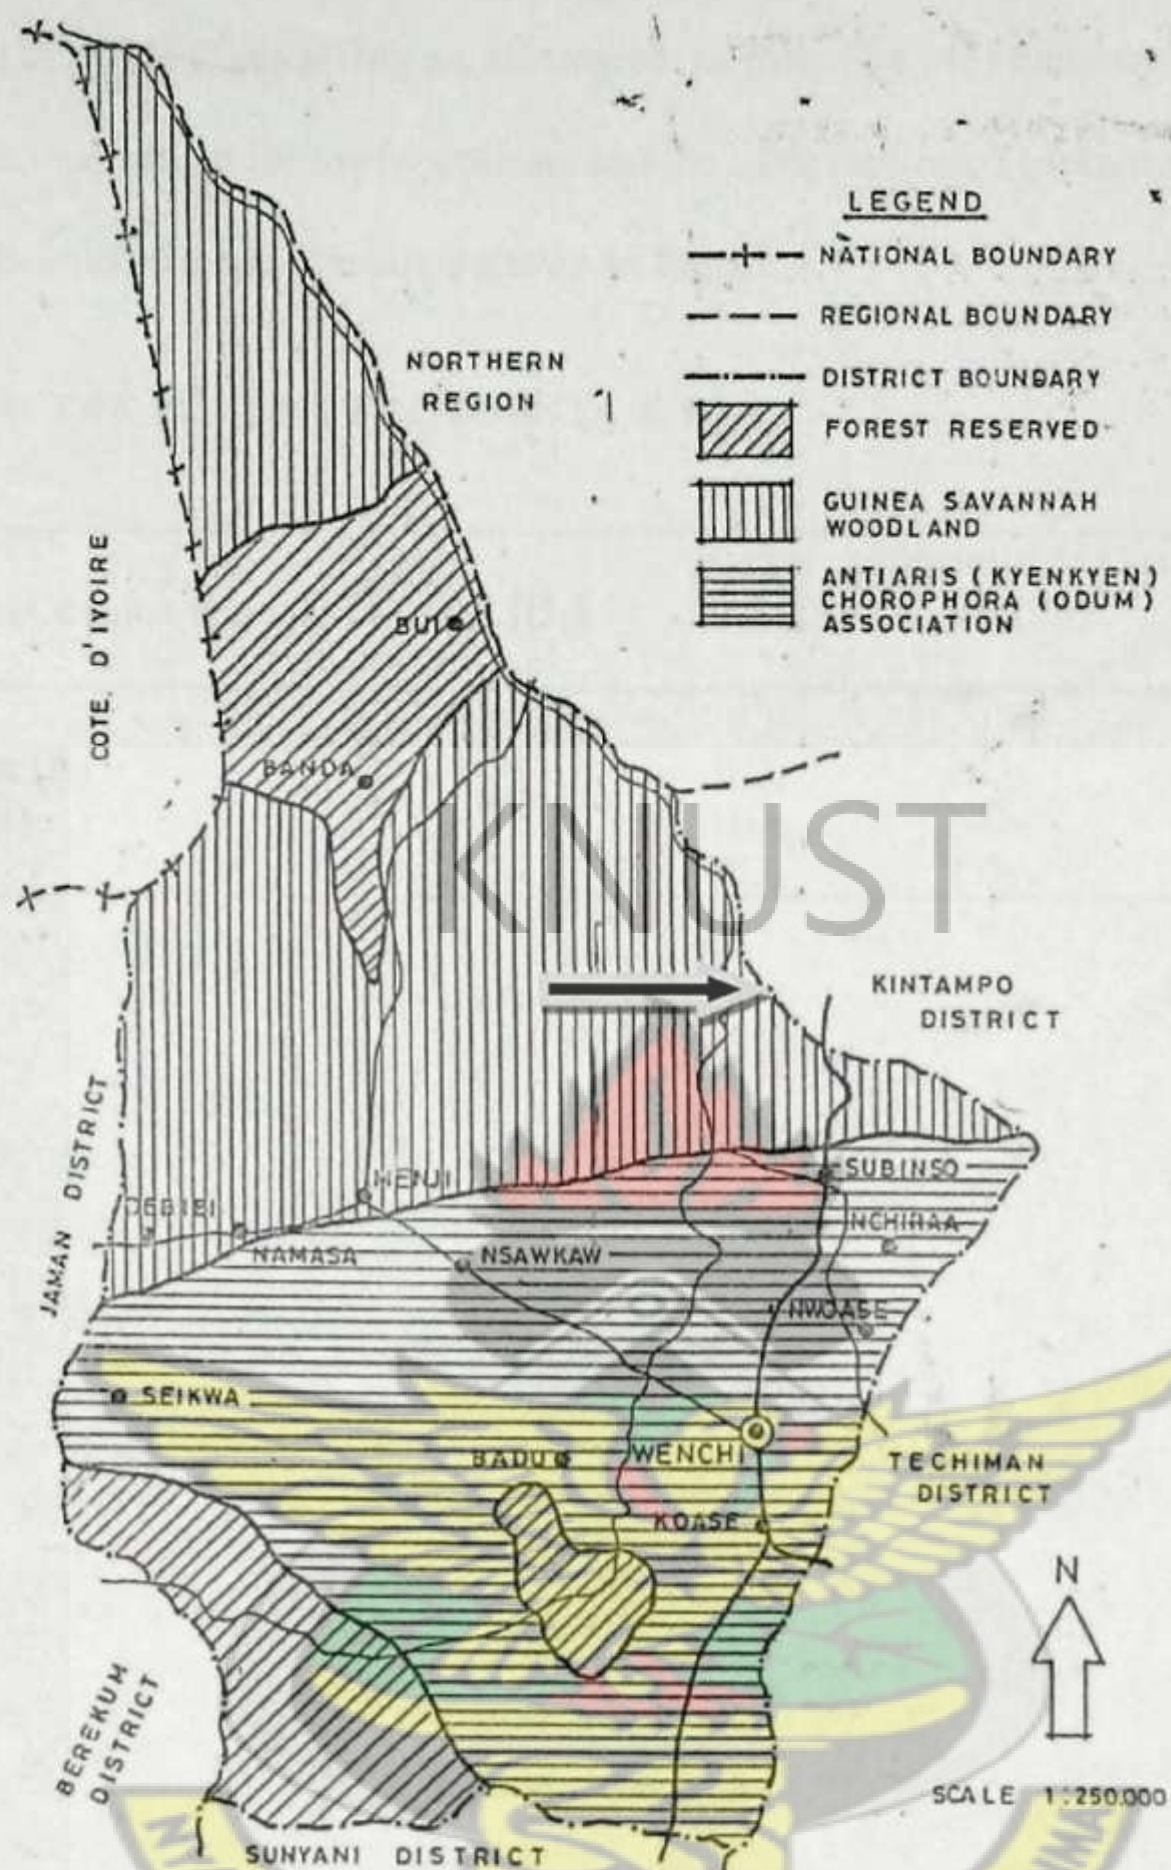 LEGEND
NATIONAL BOUNDARY
REGIONAL BOUNDARY
DISTRICT BOUNDARY
FOREST RESERVED
GUINEA SAVANNAH
WOODLAND
ANTIARIS (KYENKYEN)
CHOROPHORA (ODUM)
ASSOCIATION
NORTHERN
REGION
COTE D'IVOIRE
BUI
BANDA
KNUST
KINTAMPO
DISTRICT
JAMAN DISTRICT
MENJI
SUBINSO
DEBIBI
NCHIRAA
NAMASA
NSAWKAW
NWOASE
SEIKWA
BADU
WENCHI
TECHIMAN
DISTRICT
KOASE
N
BEREKUM
DISTRICT
SCALE 1:250,000
SUNYANI DISTRICT